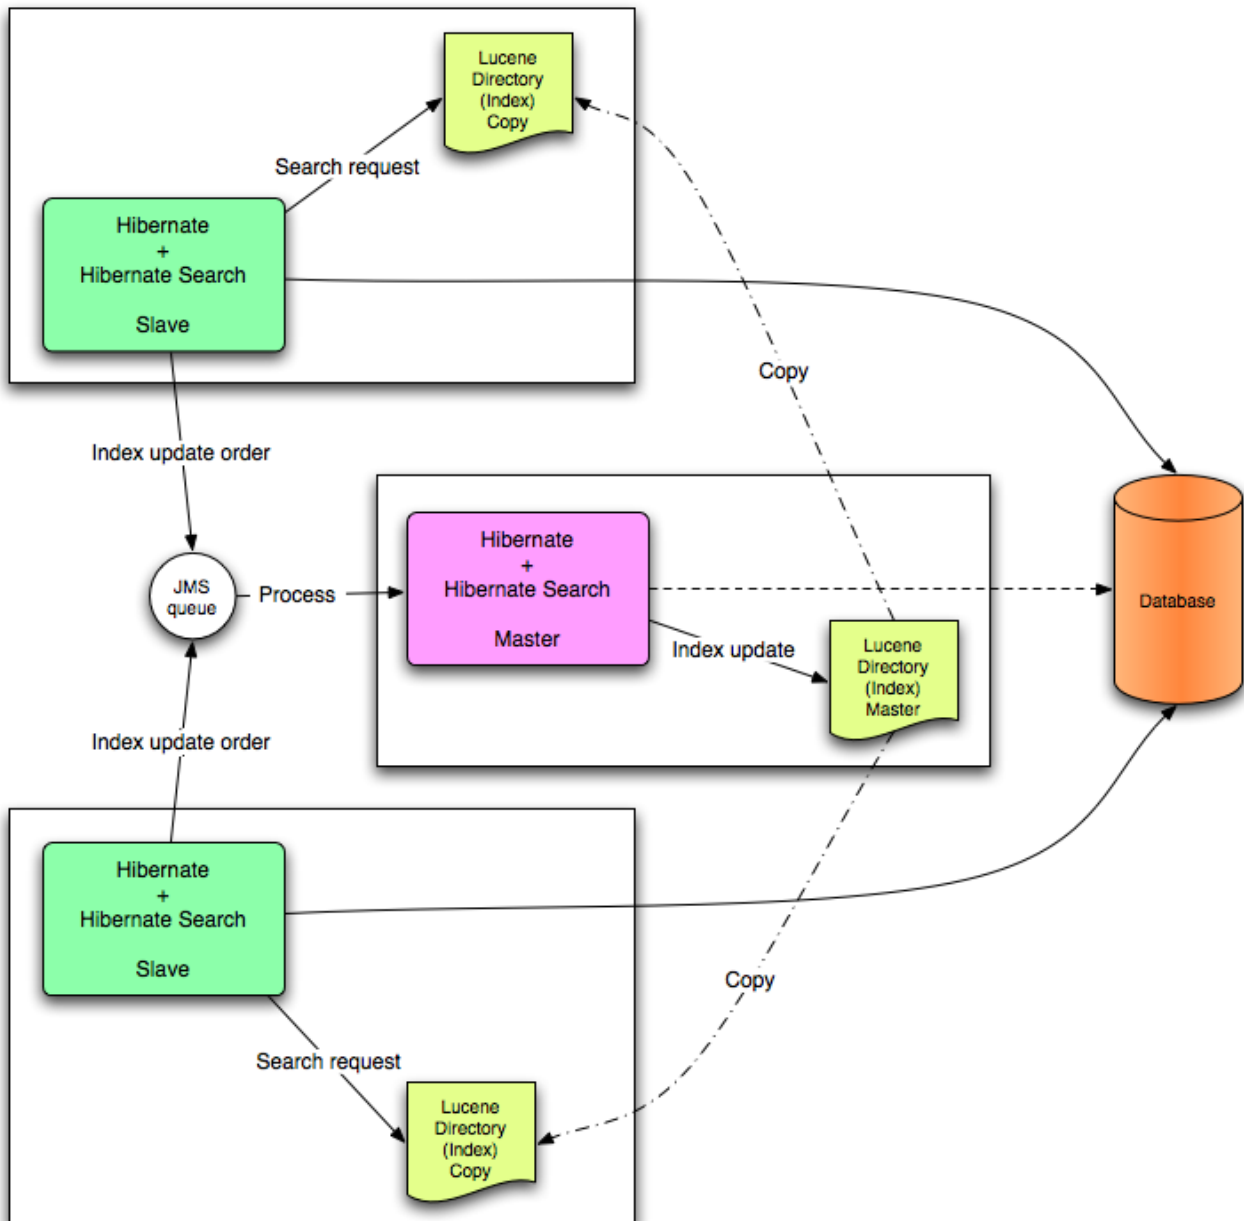 Lucene
Directory
(Index)
Copy
Search request
Hibernate
+
Hibernate Search
Slave
Copy
Index update order
Hibernate
+
Hibernate Search
Master
JMS
queue
Process
Database
Index update
Lucene
Directory
(Index)
Master
Index update order
Hibernate
+
Hibernate Search
Slave
Copy
Search request
Lucene
Directory
(Index)
Copy